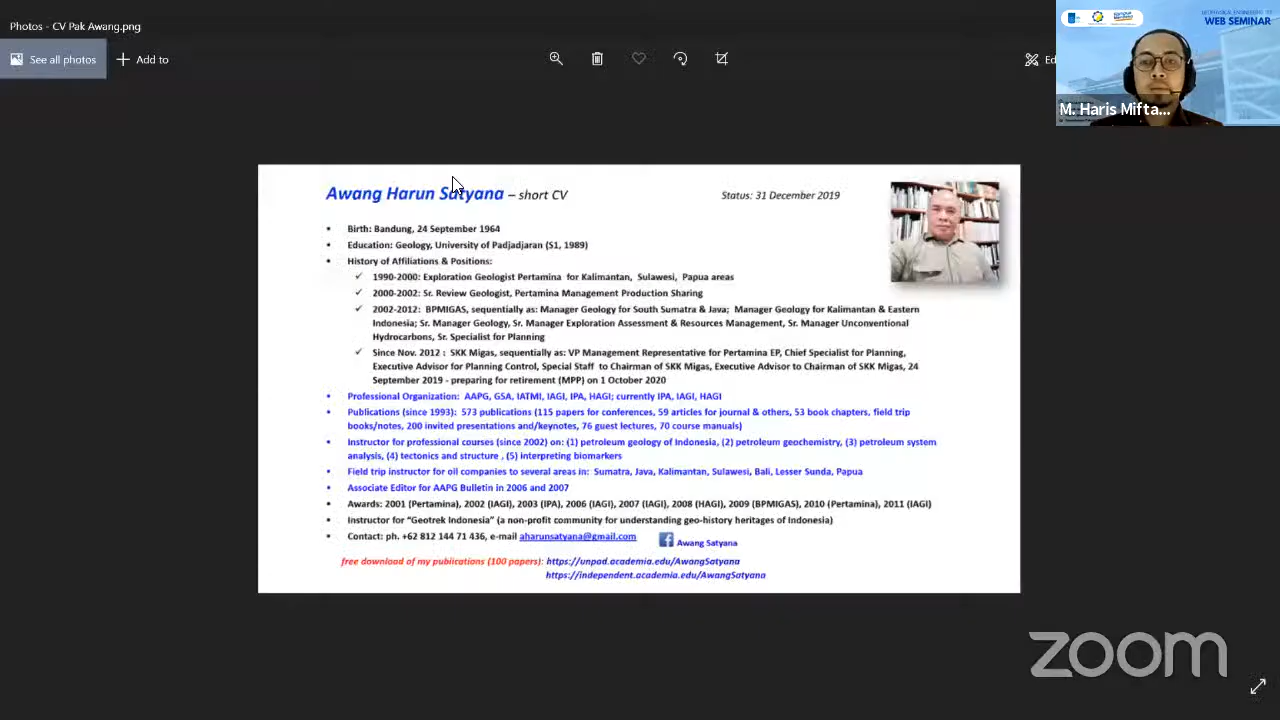 Photos - CV Pak Awang.png
See all photos
Add to
WEB SEMINAR
M. Haris Mifta...
Awang Harun Satyana – short CV
Status: 31 December 2019
• Birth: Bandung, 24 September 1964
• Education: Geology, University of Padjadjaran (S1, 1989)
• History of Affiliations & Positions:
✓ 1990-2000: Exploration Geologist Pertamina for Kalimantan, Sulawesi, Papua areas
✓ 2000-2002: Sr. Review Geologist, Pertamina Management Production Sharing
✓ 2002-2012: BPMIGAS, sequentially as: Manager Geology for South Sumatra & Java; Manager Geology for Kalimantan & Eastern
Indonesia; Sr. Manager Geology, Sr. Manager Exploration Assessment & Resources Management, Sr. Manager Unconventional
Hydrocarbons, Sr. Specialist for Planning
✓ Since Nov. 2012 : SKK Migas, sequentially as: VP Management Representative for Pertamina EP, Chief Specialist for Planning,
Executive Advisor for Planning Control, Special Staff to Chairman of SKK Migas, Executive Advisor to Chairman of SKK Migas, 24
September 2019 - preparing for retirement (MPP) on 1 October 2020
• Professional Organization: AAPG, GSA, IATMI, IAGI, IPA, HAGI; currently IPA, IAGI, HAGI
• Publications (since 1993): 573 publications (115 papers for conferences, 59 articles for journal & others, 53 book chapters, field trip
books/notes, 200 invited presentations and/keynotes, 76 guest lectures, 70 course manuals)
• Instructor for professional courses (since 2002) on: (1) petroleum geology of Indonesia, (2) petroleum geochemistry, (3) petroleum system
analysis, (4) tectonics and structure , (5) interpreting biomarkers
• Field trip instructor for oil companies to several areas in: Sumatra, Java, Kalimantan, Sulawesi, Bali, Lesser Sunda, Papua
• Associate Editor for AAPG Bulletin in 2006 and 2007
• Awards: 2001 (Pertamina), 2002 (IAGI), 2003 (IPA), 2006 (IAGI), 2007 (IAGI), 2008 (HAGI), 2009 (BPMIGAS), 2010 (Pertamina), 2011 (IAGI)
• Instructor for “Geotrek Indonesia” (a non-profit community for understanding geo-history heritages of Indonesia)
• Contact: ph. +62 812 144 71 436, e-mail aharunsatyana@gmail.com
Awang Satyana
free download of my publications (100 papers): https://unpad.academia.edu/AwangSatyana
https://independent.academia.edu/AwangSatyana
zoom